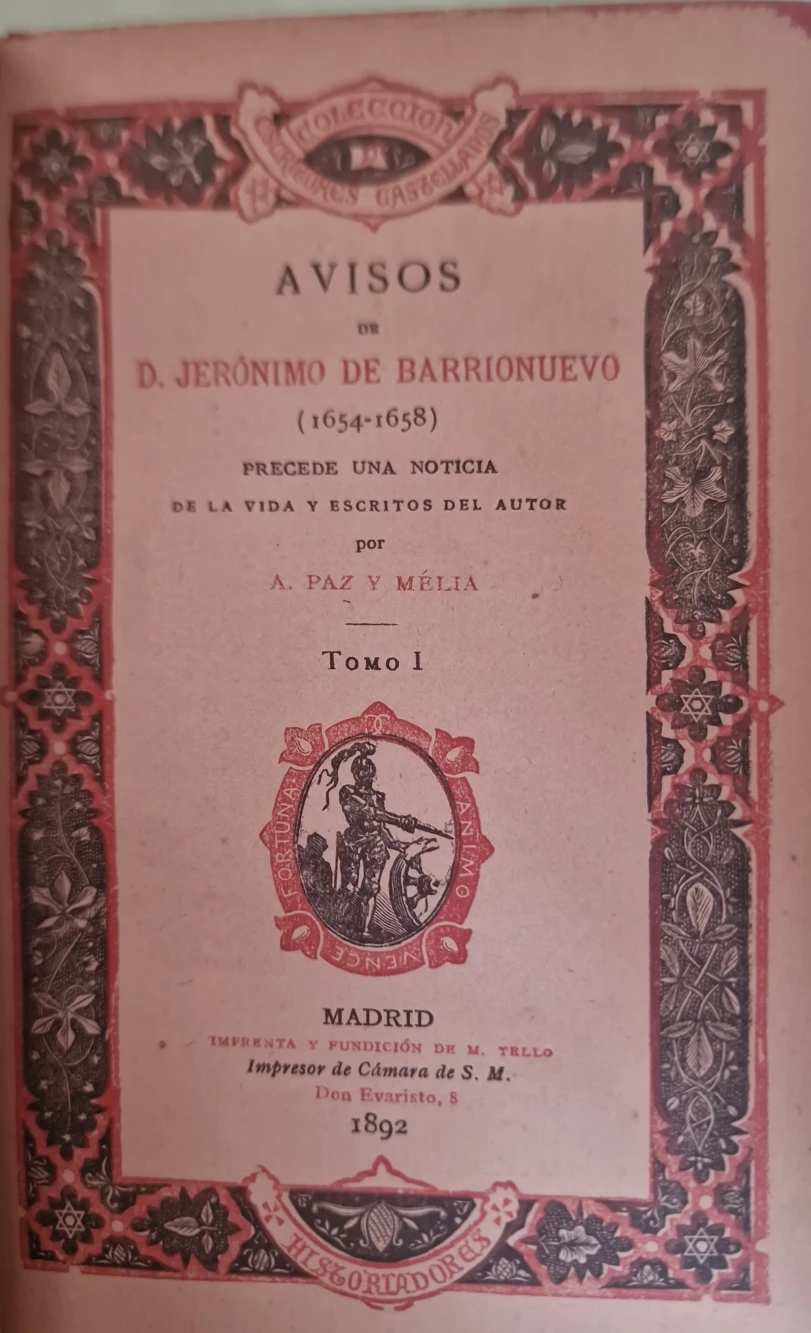 COLECCIÓN
ESCRITORES CASTELLANOS
AVISOS
DE
D. JERÓNIMO DE BARRIONUEVO
(1654-1658)
PRECEDE UNA NOTICIA
DE LA VIDA Y ESCRITOS DEL AUTOR
por
A. PAZ Y MÉLIA
TOMO I
FORTUNA
ANIMO
VENCE
MADRID
IMPRENTA Y FUNDICIÓN DE M. TELLO
Impresor de Cámara de S. M.
Don Evaristo, 8
1892
HISTORIADORES